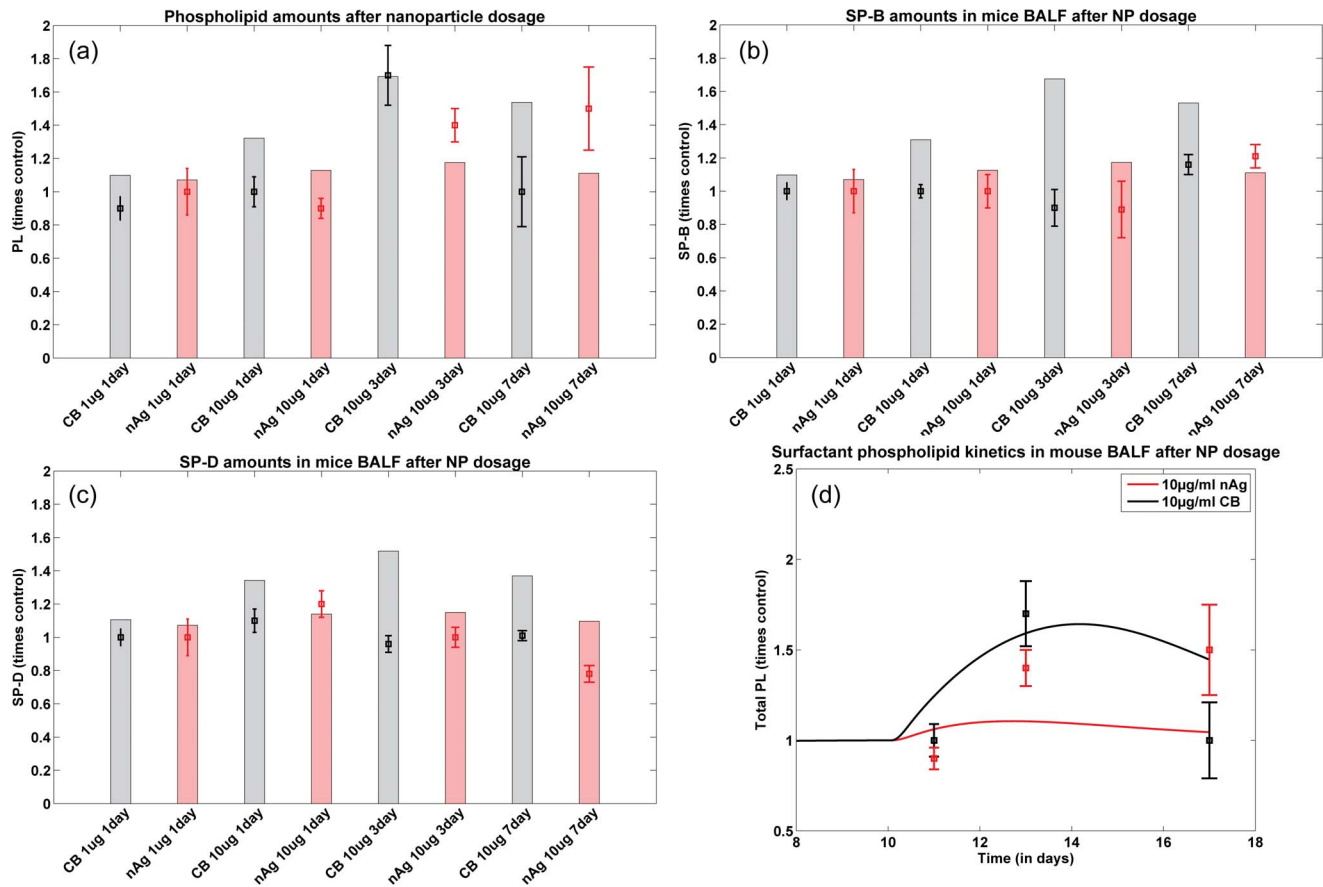 Phospholipid amounts after nanoparticle dosage
(a)
PL (times control)
2
1.8
1.6
1.4
1.2
1
0.8
0.6
0.4
0.2
0
CB 1ug 1day
nAg 1ug 1day
CB 10ug 1day
nAg 10ug 1day
CB 10ug 3day
nAg 10ug 3day
CB 10ug 7day
nAg 10ug 7day
SP-B amounts in mice BALF after NP dosage
(b)
SP-B (times control)
2
1.8
1.6
1.4
1.2
1
0.8
0.6
0.4
0.2
0
CB 1ug 1day
nAg 1ug 1day
CB 10ug 1day
nAg 10ug 1day
CB 10ug 3day
nAg 10ug 3day
CB 10ug 7day
nAg 10ug 7day
SP-D amounts in mice BALF after NP dosage
(c)
SP-D (times control)
2
1.8
1.6
1.4
1.2
1
0.8
0.6
0.4
0.2
0
CB 1ug 1day
nAg 1ug 1day
CB 10ug 1day
nAg 10ug 1day
CB 10ug 3day
nAg 10ug 3day
CB 10ug 7day
nAg 10ug 7day
Surfactant phospholipid kinetics in mouse BALF after NP dosage
(d)
10µg/ml nAg
10µg/ml CB
Total PL (times control)
2.5
2
1.5
1
0.5
8
10
12
14
16
18
Time (in days)